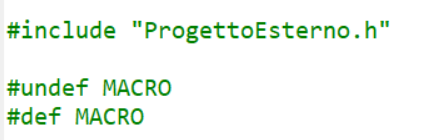 #include "ProgettoEsterno.h"
#undef MACRO
#def MACRO